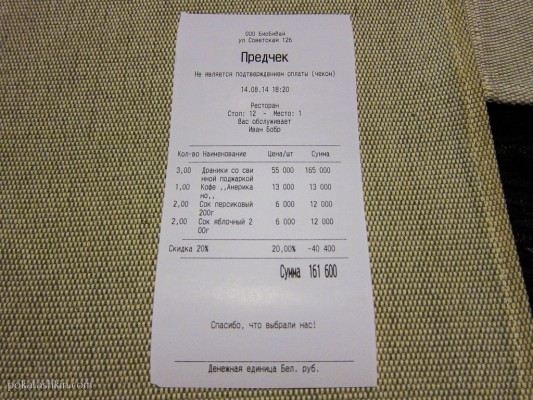 ООО БиоБиВая
ул Советская 126
Предчек
Не является подтверждением оплаты (чеком)
14.08.14 18:20
Ресторан
Стол: 12 - Место: 1
Вас обслуживает
Иван Бобр
Кол-во Наименование Цена/шт Сумма
3,00 Драники со сви 55 000 165 000
нной поджаркой
1,00 Кофе ,,Америка 13 000 13 000
но,,
2,00 Сок персиковый 6 000 12 000
200г
2,00 Сок яблочный 2 6 000 12 000
00г
Скидка 20% 20,00% -40 400
Сумма 161 600
Спасибо, что выбрали нас!
Денежная единица Бел. руб.
pokatashkin.com